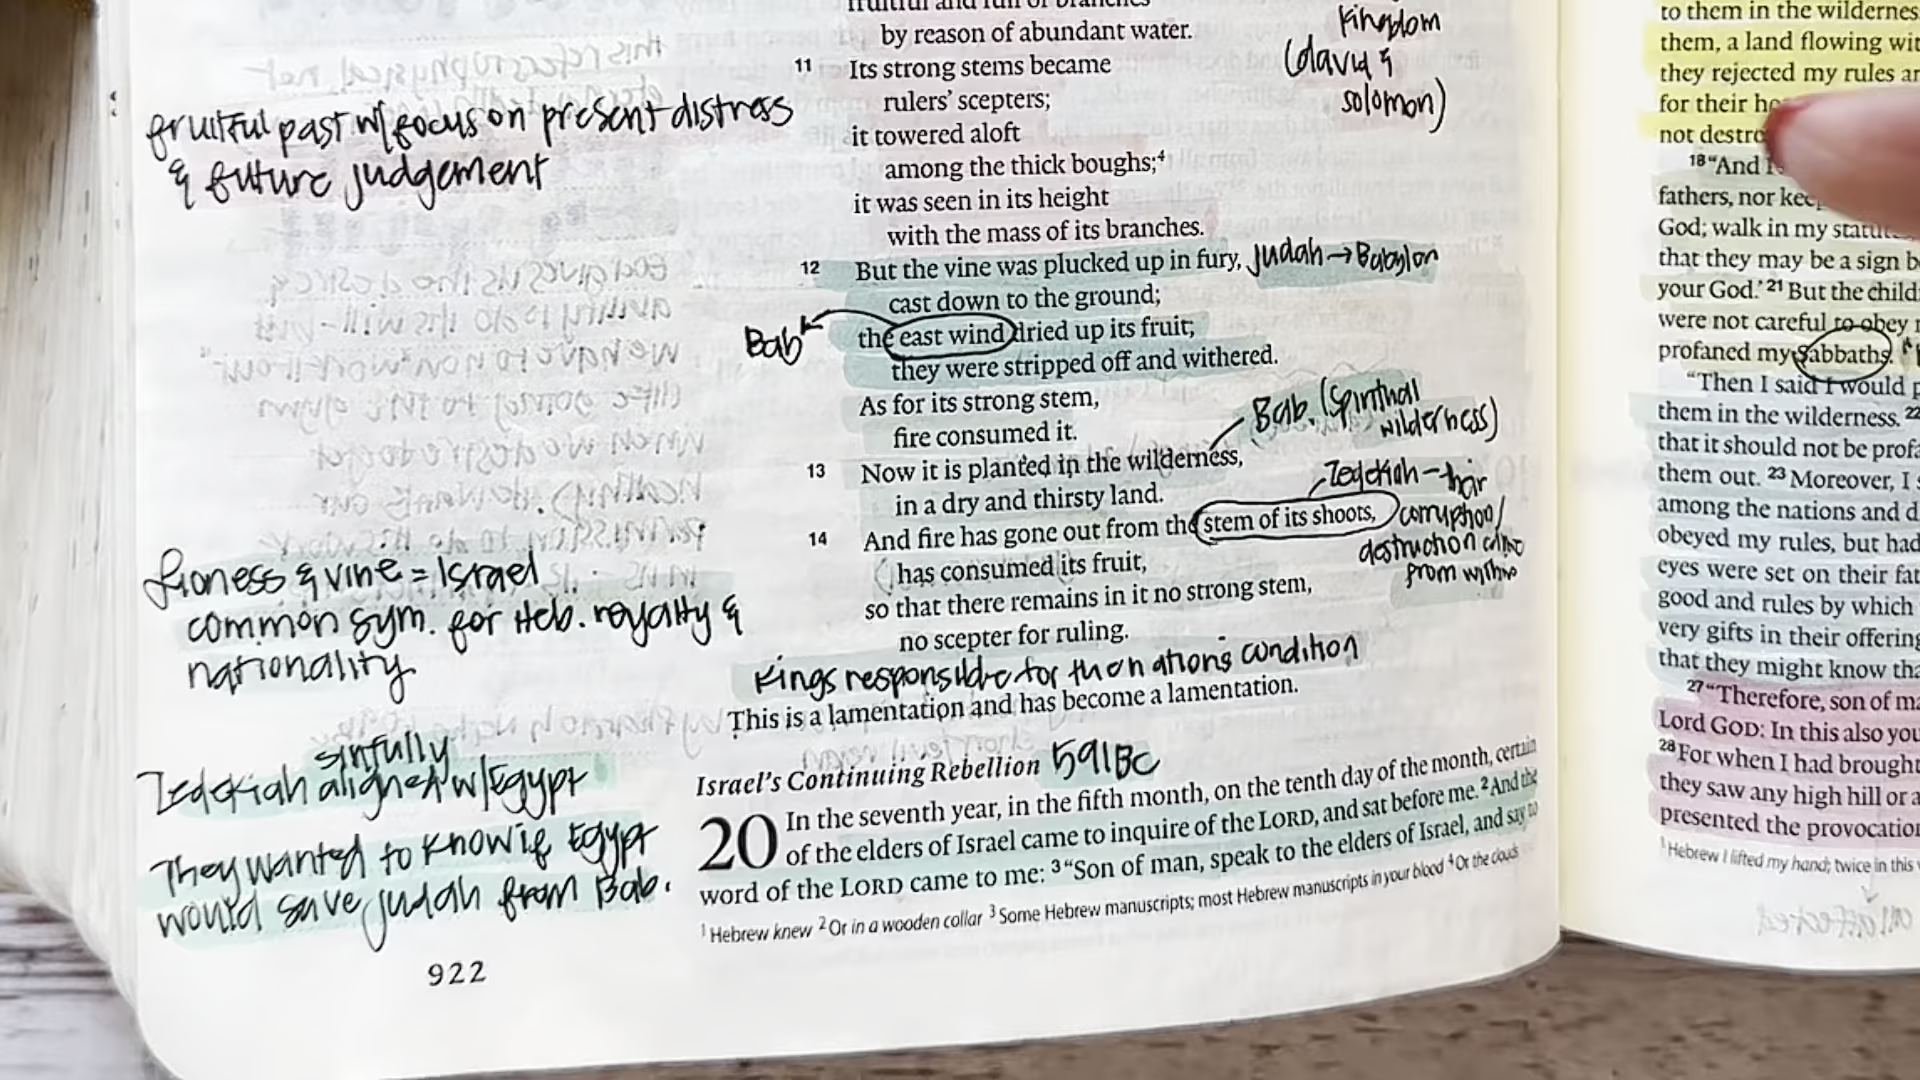 fruitful past w/ focus on present distress
& future judgement
Lioness & vine = Israel
common sym. for Heb. royalty &
nationality
sinfully
Zedekiah aligned w/ Egypt
They wanted to know if Egypt
would save Judah from Bab.
922
fruitful and full of branches
by reason of abundant water.
11 Its strong stems became
rulers' scepters;
it towered aloft
among the thick boughs;4
it was seen in its height
with the mass of its branches.
kingdom
(david &
solomon)
12 But the vine was plucked up in fury, Judah → Babylon
cast down to the ground;
Bab
the east wind dried up its fruit;
they were stripped off and withered.
As for its strong stem,
fire consumed it.
Bab. (Spiritual
wilderness)
13 Now it is planted in the wilderness,
in a dry and thirsty land.
Zedekiah - their
14 And fire has gone out from the stem of its shoots, corruption/
destruction
from within
has consumed its fruit,
so that there remains in it no strong stem,
no scepter for ruling.
Kings responsible for the nation's condition
This is a lamentation and has become a lamentation.
Israel's Continuing Rebellion 591BC
20 In the seventh year, in the fifth month, on the tenth day of the month, certain
of the elders of Israel came to inquire of the LORD, and sat before me. 2 And the
word of the LORD came to me: 3 “Son of man, speak to the elders of Israel, and say to
1 Hebrew knew 2 Or in a wooden collar 3 Some Hebrew manuscripts; most Hebrew manuscripts in your blood 4 Or the clouds
to them in the
them, a land flowing
they rejected my rules
for their
not
18 “And
fathers, nor
God; walk in my
that they may be a sign
your God.’ 21 But the
were not careful to obey
profaned my Sabbaths.
“Then I said I would
them in the wilderness. 22
that it should not be
them out. 23 Moreover, I
among the nations and
obeyed my rules, but had
eyes were set on their
good and rules by which
very gifts in their
that they might know
27 “Therefore, son of
Lord GOD: In this also you
28 For when I had brought
they saw any high hill or
presented the
1 Hebrew I lifted my hand; twice in this